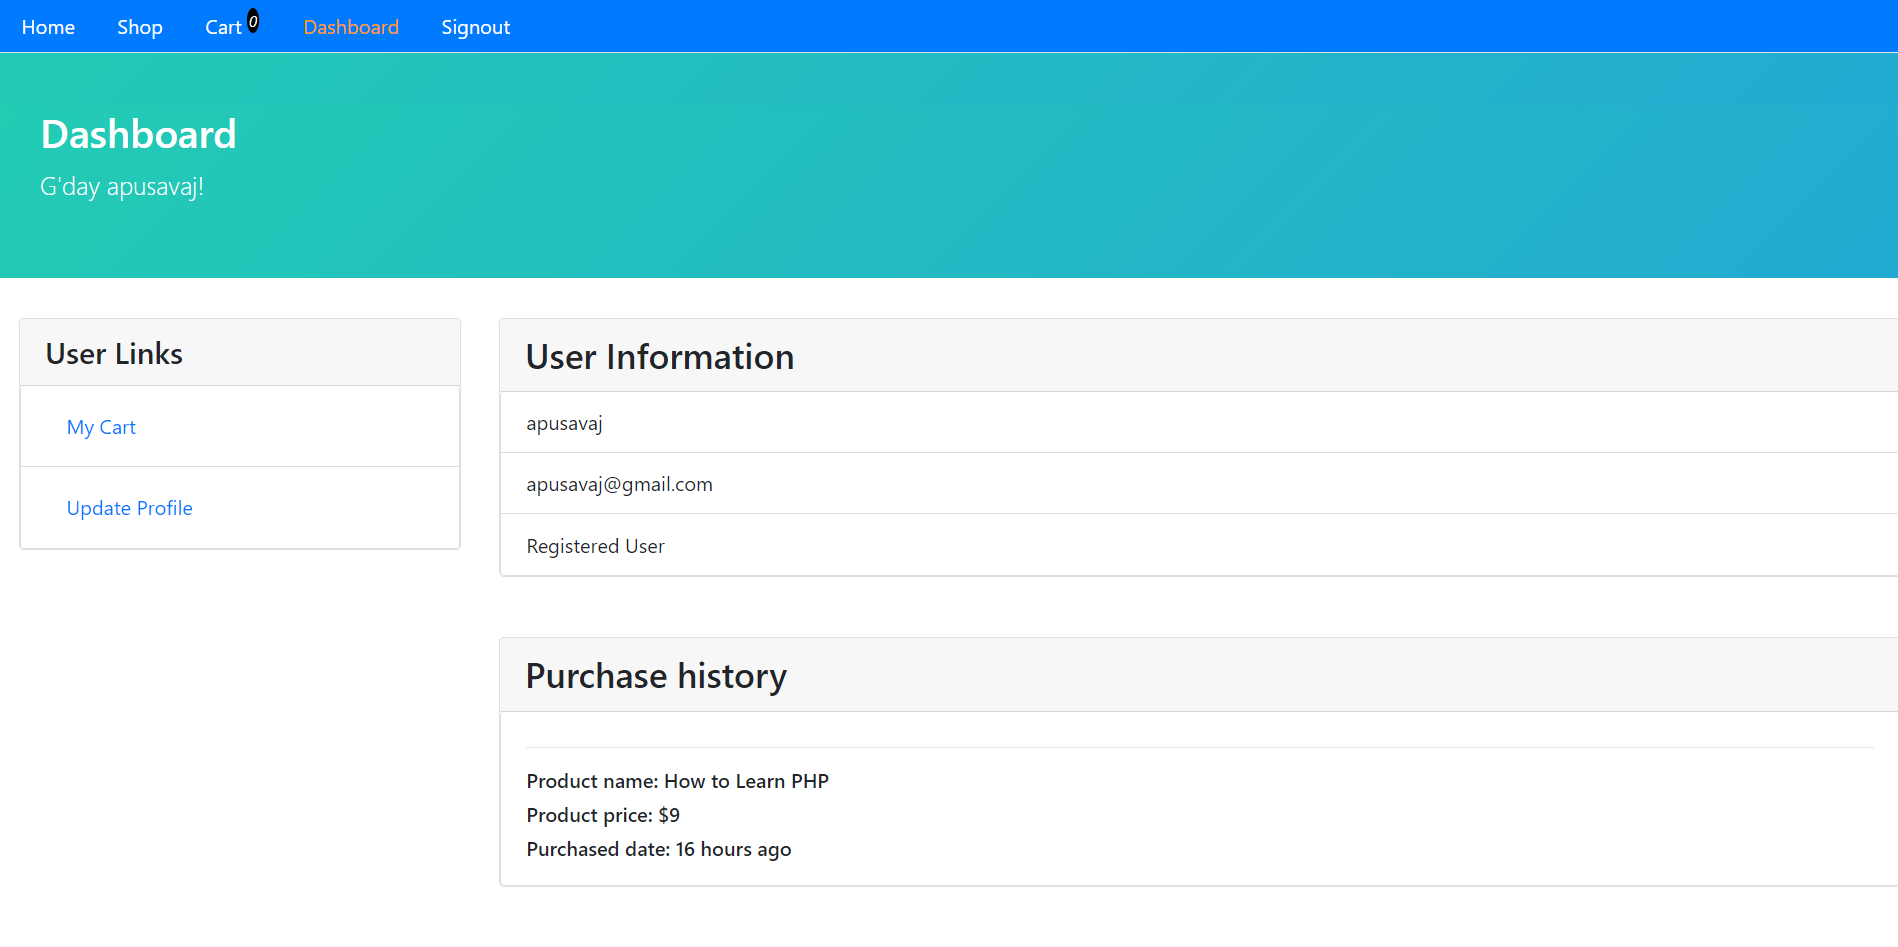 Home Shop Cart 0 Dashboard Signout
Dashboard
G'day apusavaj!
User Links
My Cart
Update Profile
User Information
apusavaj
apusavaj@gmail.com
Registered User
Purchase history
Product name: How to Learn PHP
Product price: $9
Purchased date: 16 hours ago